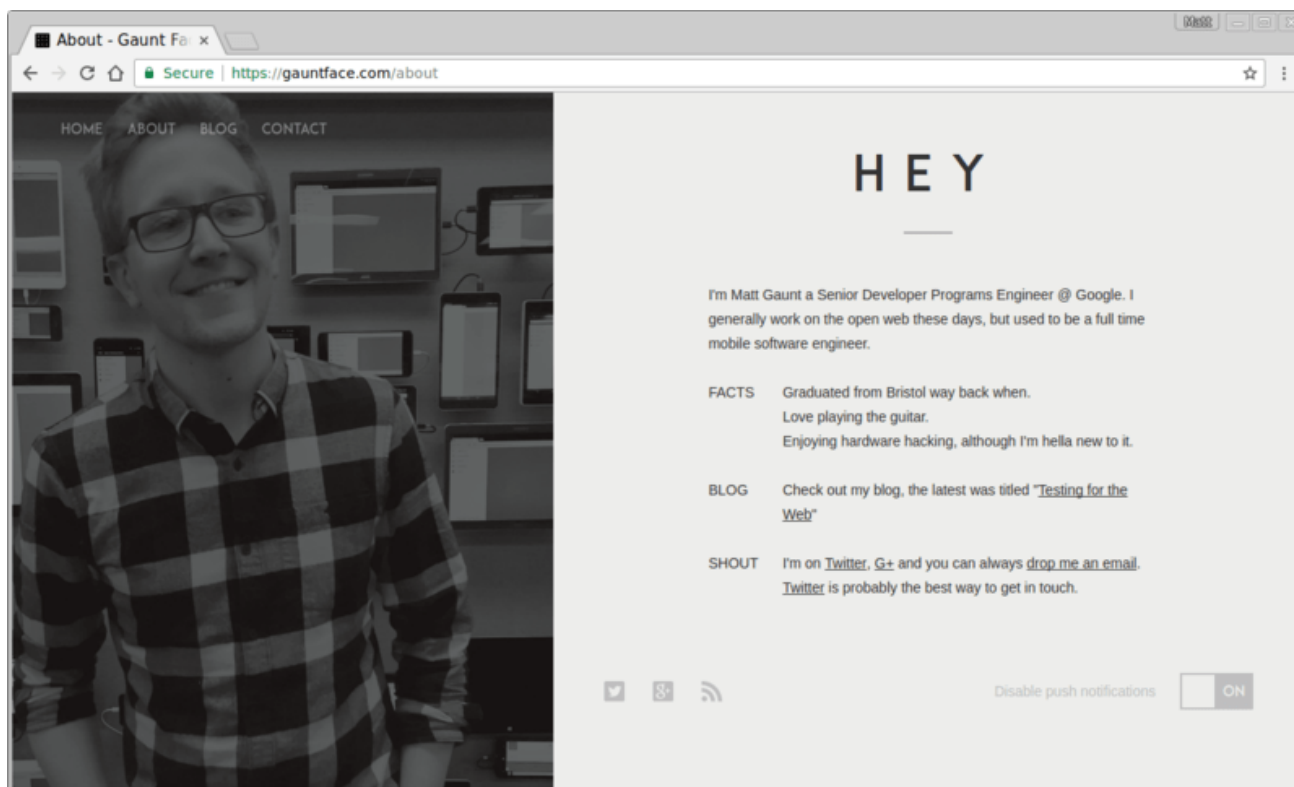 Matt
About - Gaunt Fa
Secure https://gauntface.com/about
HOME ABOUT BLOG CONTACT
HEY
I'm Matt Gaunt a Senior Developer Programs Engineer @ Google. I
generally work on the open web these days, but used to be a full time
mobile software engineer.
FACTS Graduated from Bristol way back when.
Love playing the guitar.
Enjoying hardware hacking, although I'm hella new to it.
BLOG Check out my blog, the latest was titled "Testing for the
Web"
SHOUT I'm on Twitter, G+ and you can always drop me an email.
Twitter is probably the best way to get in touch.
Disable push notifications ON